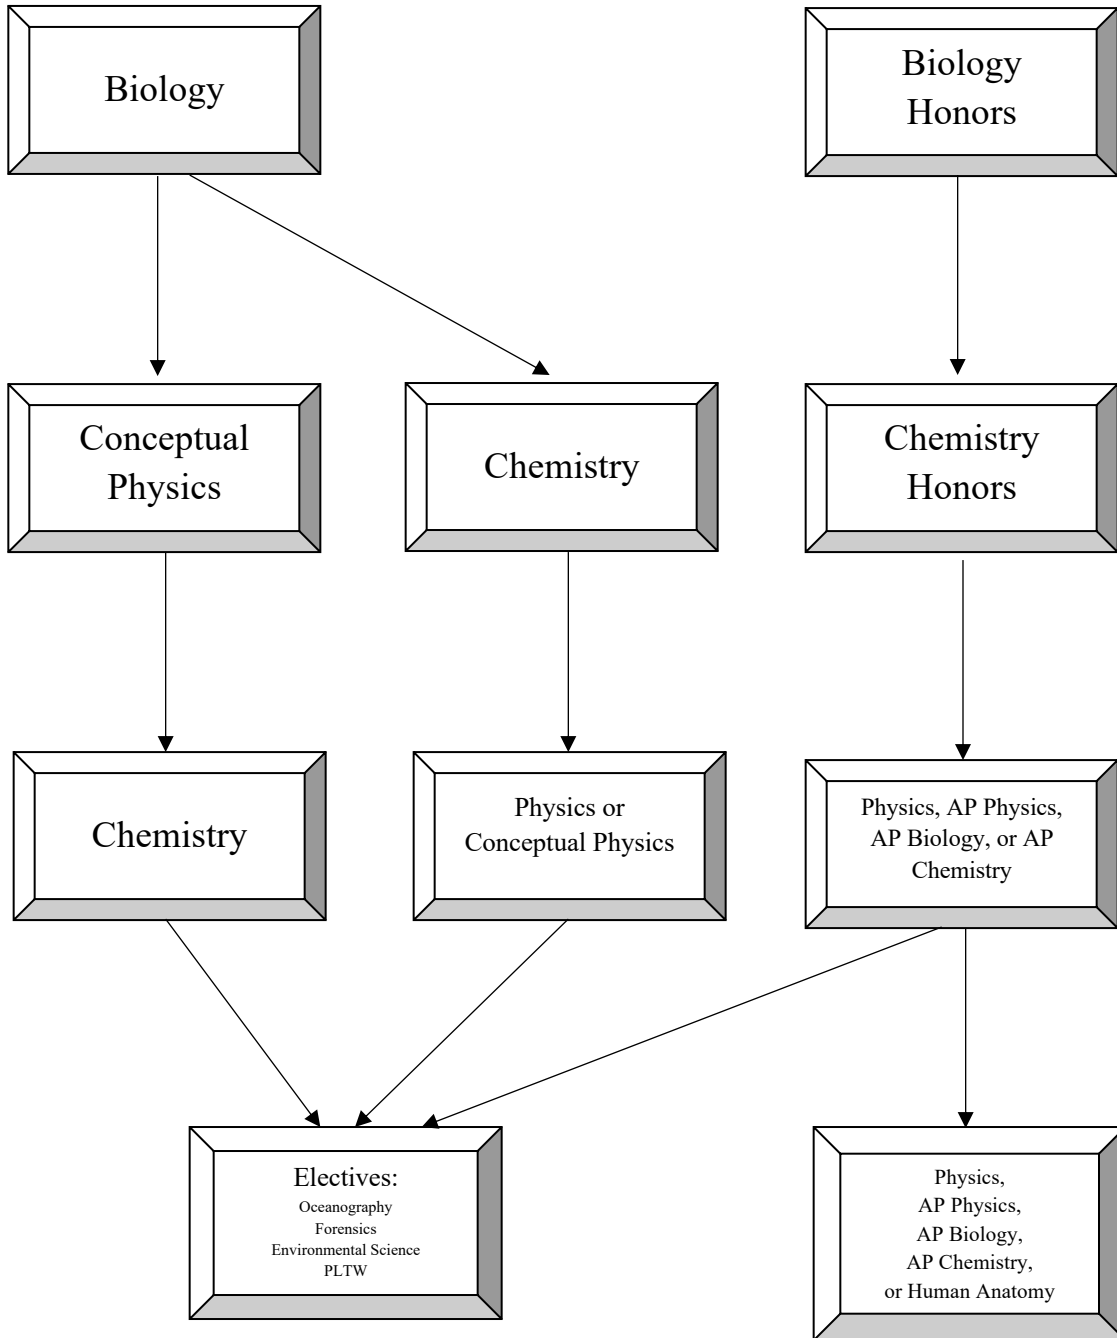 Biology
Biology
Honors
Conceptual
Physics
Chemistry
Chemistry
Honors
Chemistry
Physics or
Conceptual Physics
Physics, AP Physics,
AP Biology, or AP
Chemistry
Electives:
Oceanography
Forensics
Environmental Science
PLTW
Physics,
AP Physics,
AP Biology,
AP Chemistry,
or Human Anatomy